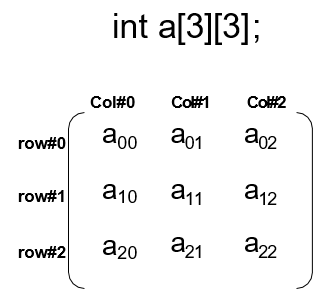 int a[3][3];
Col#0 Col#1 Col#2
row#0 a00 a01 a02
row#1 a10 a11 a12
row#2 a20 a21 a22